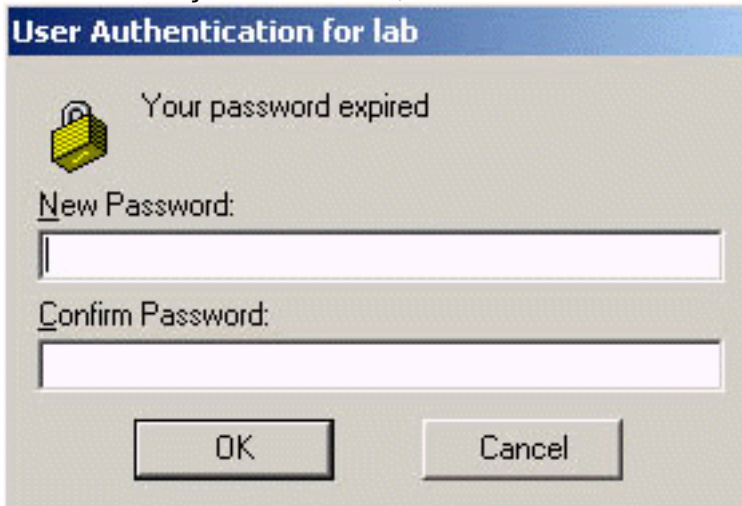 User Authentication for lab
Your password expired
New Password:
Confirm Password:
OK Cancel